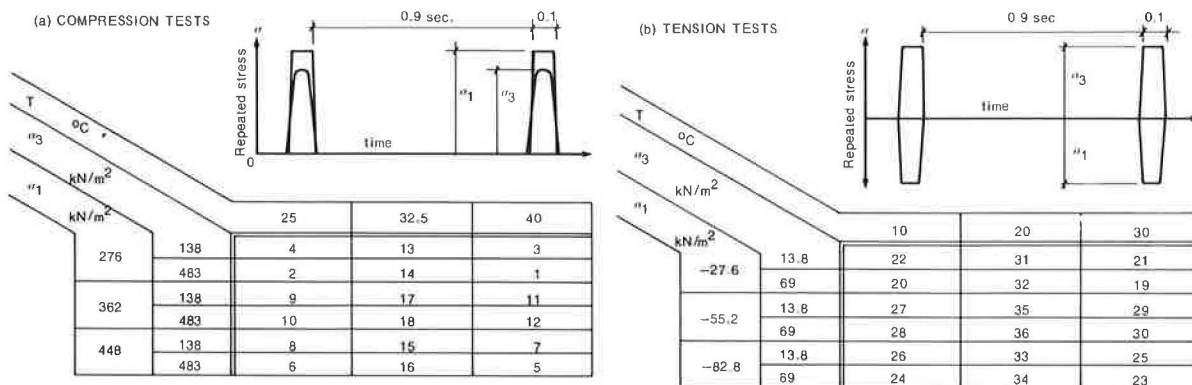 (a) COMPRESSION TESTS
0.9 sec.
0.1
σ
Repeated stress
σ1
σ3
time
0
T °C
σ3 kN/m²
σ1 kN/m²
25 32.5 40
276 138 4 13 3
483 2 14 1
362 138 9 17 11
483 10 18 12
448 138 8 15 7
483 6 16 5
(b) TENSION TESTS
0 9 sec
0.1
σ
Repeated stress
σ3
time
σ1
T °C
σ3 kN/m²
σ1 kN/m²
10 20 30
-27.6 13.8 22 31 21
69 20 32 19
-55.2 13.8 27 35 29
69 28 36 30
-82.8 13.8 26 33 25
69 24 34 23